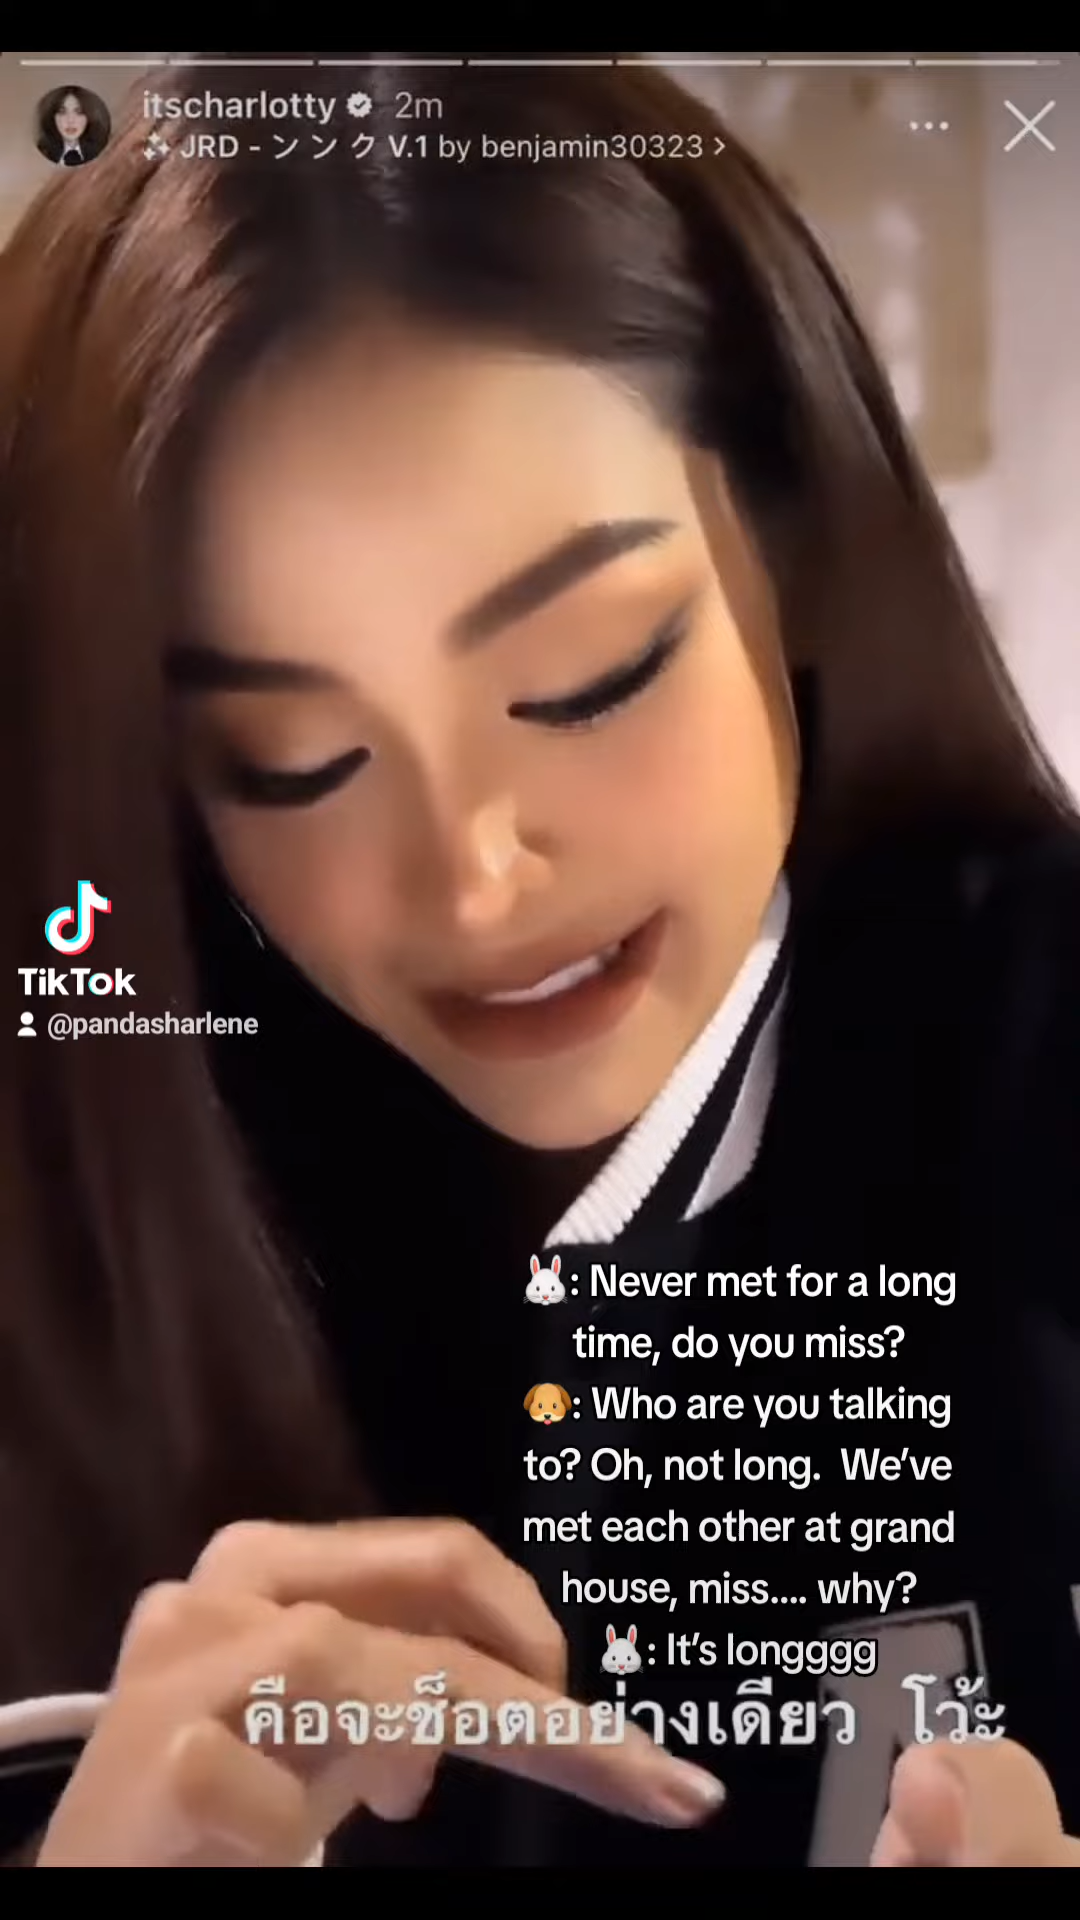 itscharlotty 2m
JRD - ンンク V.1 by benjamin30323 >
TikTok
@pandasharlene
🐰: Never met for a long
time, do you miss?
🐶: Who are you talking
to? Oh, not long. We’ve
met each other at grand
house, miss.... why?
🐰: It’s longggg
คือจะช็อตอย่างเดียว โว้ะ